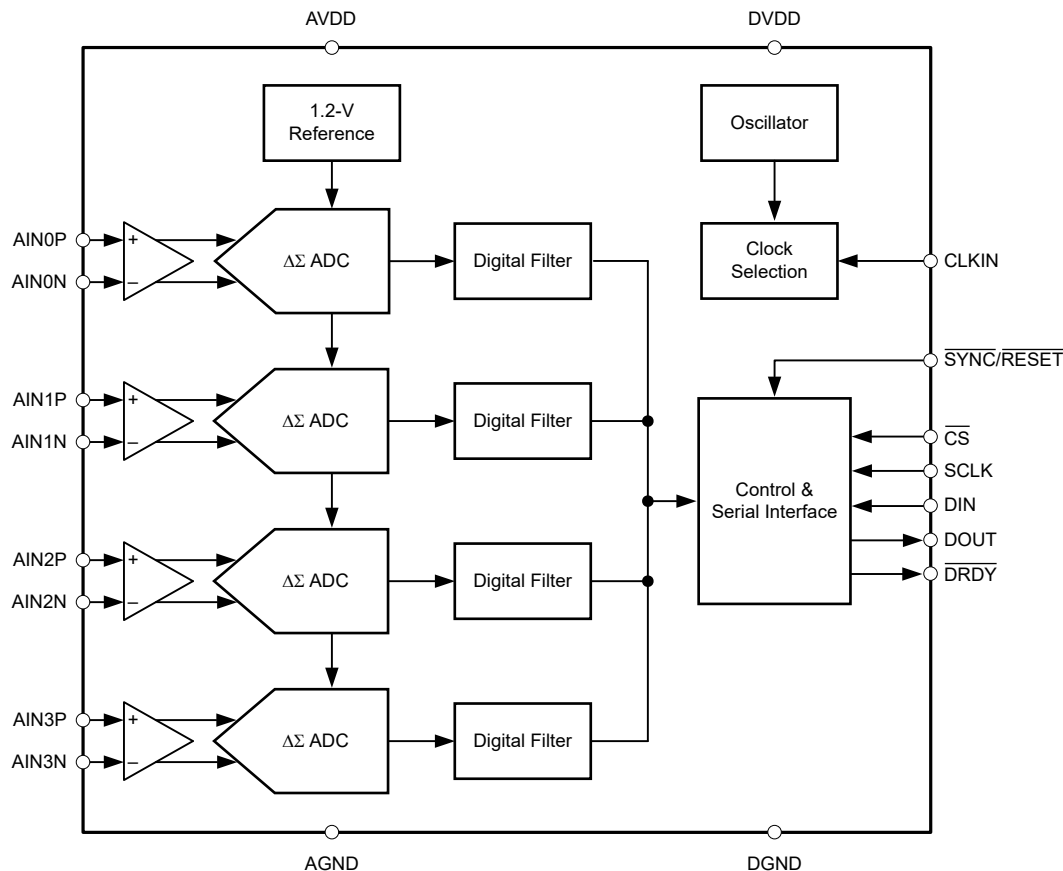 AVDD
DVDD
1.2-V
Reference
Oscillator
AIN0P
+
ΔΣ ADC
Digital Filter
Clock
Selection
CLKIN
AIN0N
–
SYNC/RESET
AIN1P
+
ΔΣ ADC
Digital Filter
AIN1N
–
CS
SCLK
Control &
Serial Interface
DIN
DOUT
DRDY
AIN2P
+
ΔΣ ADC
Digital Filter
AIN2N
–
AIN3P
+
ΔΣ ADC
Digital Filter
AIN3N
–
AGND
DGND